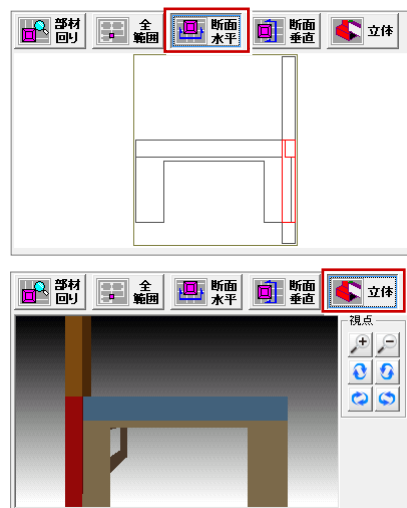 部材
回り
全
範囲
断面
水平
断面
垂直
立体
部材
回り
全
範囲
断面
水平
断面
垂直
立体
視点